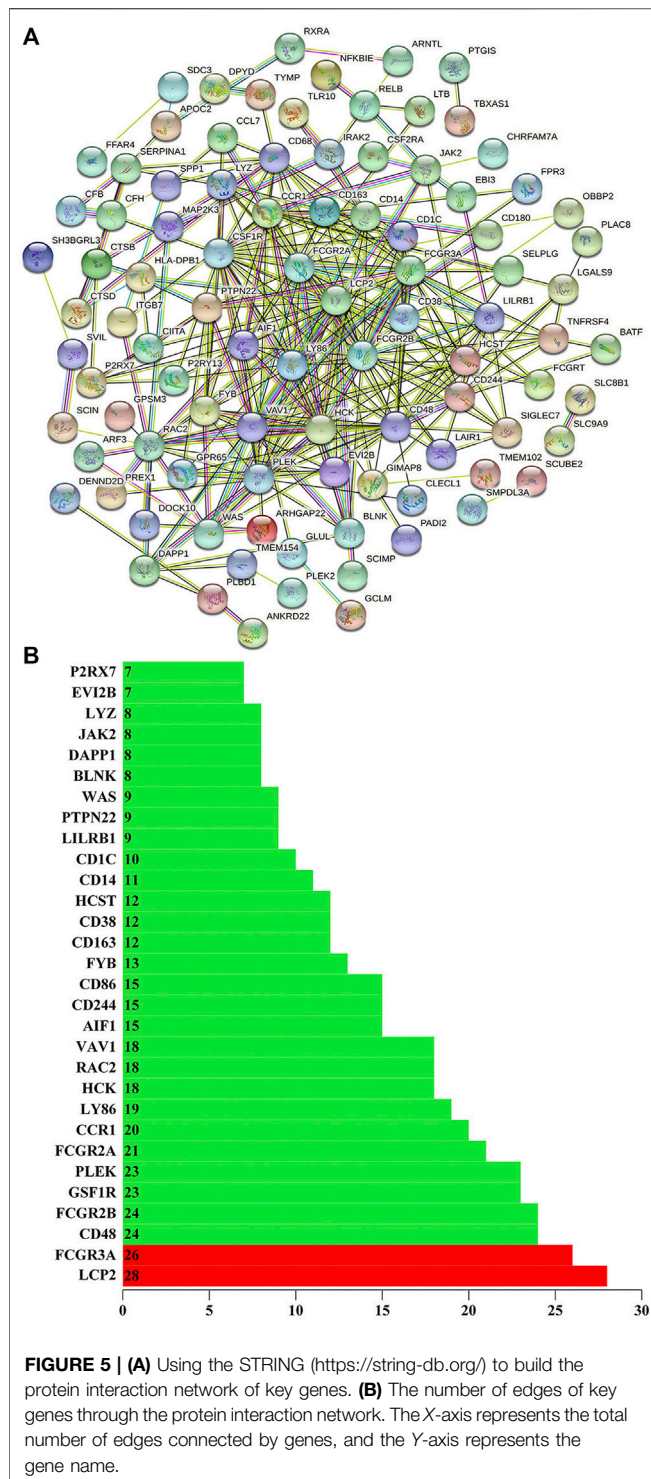 A
RXRA
ARNTL
PTGIS
NFKBIE
SDC3
DPYD
TYMP
RELB
LTB
TLR10
TBXAS1
APOC2
CCL7
CD68
IRAK2
CSF2RA
CHRFAM7A
FFAR4
SERPINA1
JAK2
SPP1
LYZ
EBI3
FPR3
CFB
CFH
MAP2K3
CCR1
CD163
CD14
CD1C
CD180
OBBP2
PLAC8
SH3BGRL3
CTSB
HLA-DPB1
CSF1R
FCGR2A
FCGR3A
SELPLG
LGALS9
CTSD
ITGB7
PTPN22
LCP2
CD38
LILRB1
TNFRSF4
BATF
SVIL
CIITA
AIF1
FCGR2B
HCST
P2RX7
P2RY13
LY86
FCGRT
SLC8B1
SCIN
GPSM3
FYB
CD244
SLC9A9
ARF3
RAC2
VAV1
HCK
CD48
LAIR1
SIGLEC7
SCUBE2
GPR65
PLEK
EVI2B
GIMAP8
TMEM102
DENND2D
PREX1
CLECL1
SMPDL3A
DOCK10
WAS
ARHGAP22
BLNK
PADI2
DAPP1
TMEM154
GLUL
SCIMP
PLBD1
PLEK2
GCLM
ANKRD22
B
P2RX7 7
EVI2B 7
LYZ 8
JAK2 8
DAPP1 8
BLNK 8
WAS 9
PTPN22 9
LILRB1 9
CD1C 10
CD14 11
HCST 12
CD38 12
CD163 12
FYB 13
CD86 15
CD244 15
AIF1 15
VAV1 18
RAC2 18
HCK 18
LY86 19
CCR1 20
FCGR2A 21
PLEK 23
GSF1R 23
FCGR2B 24
CD48 24
FCGR3A 26
LCP2 28
0 5 10 15 20 25 30
FIGURE 5 | (A) Using the STRING (https://string-db.org/) to build the
protein interaction network of key genes. (B) The number of edges of key
genes through the protein interaction network. The X-axis represents the total
number of edges connected by genes, and the Y-axis represents the
gene name.